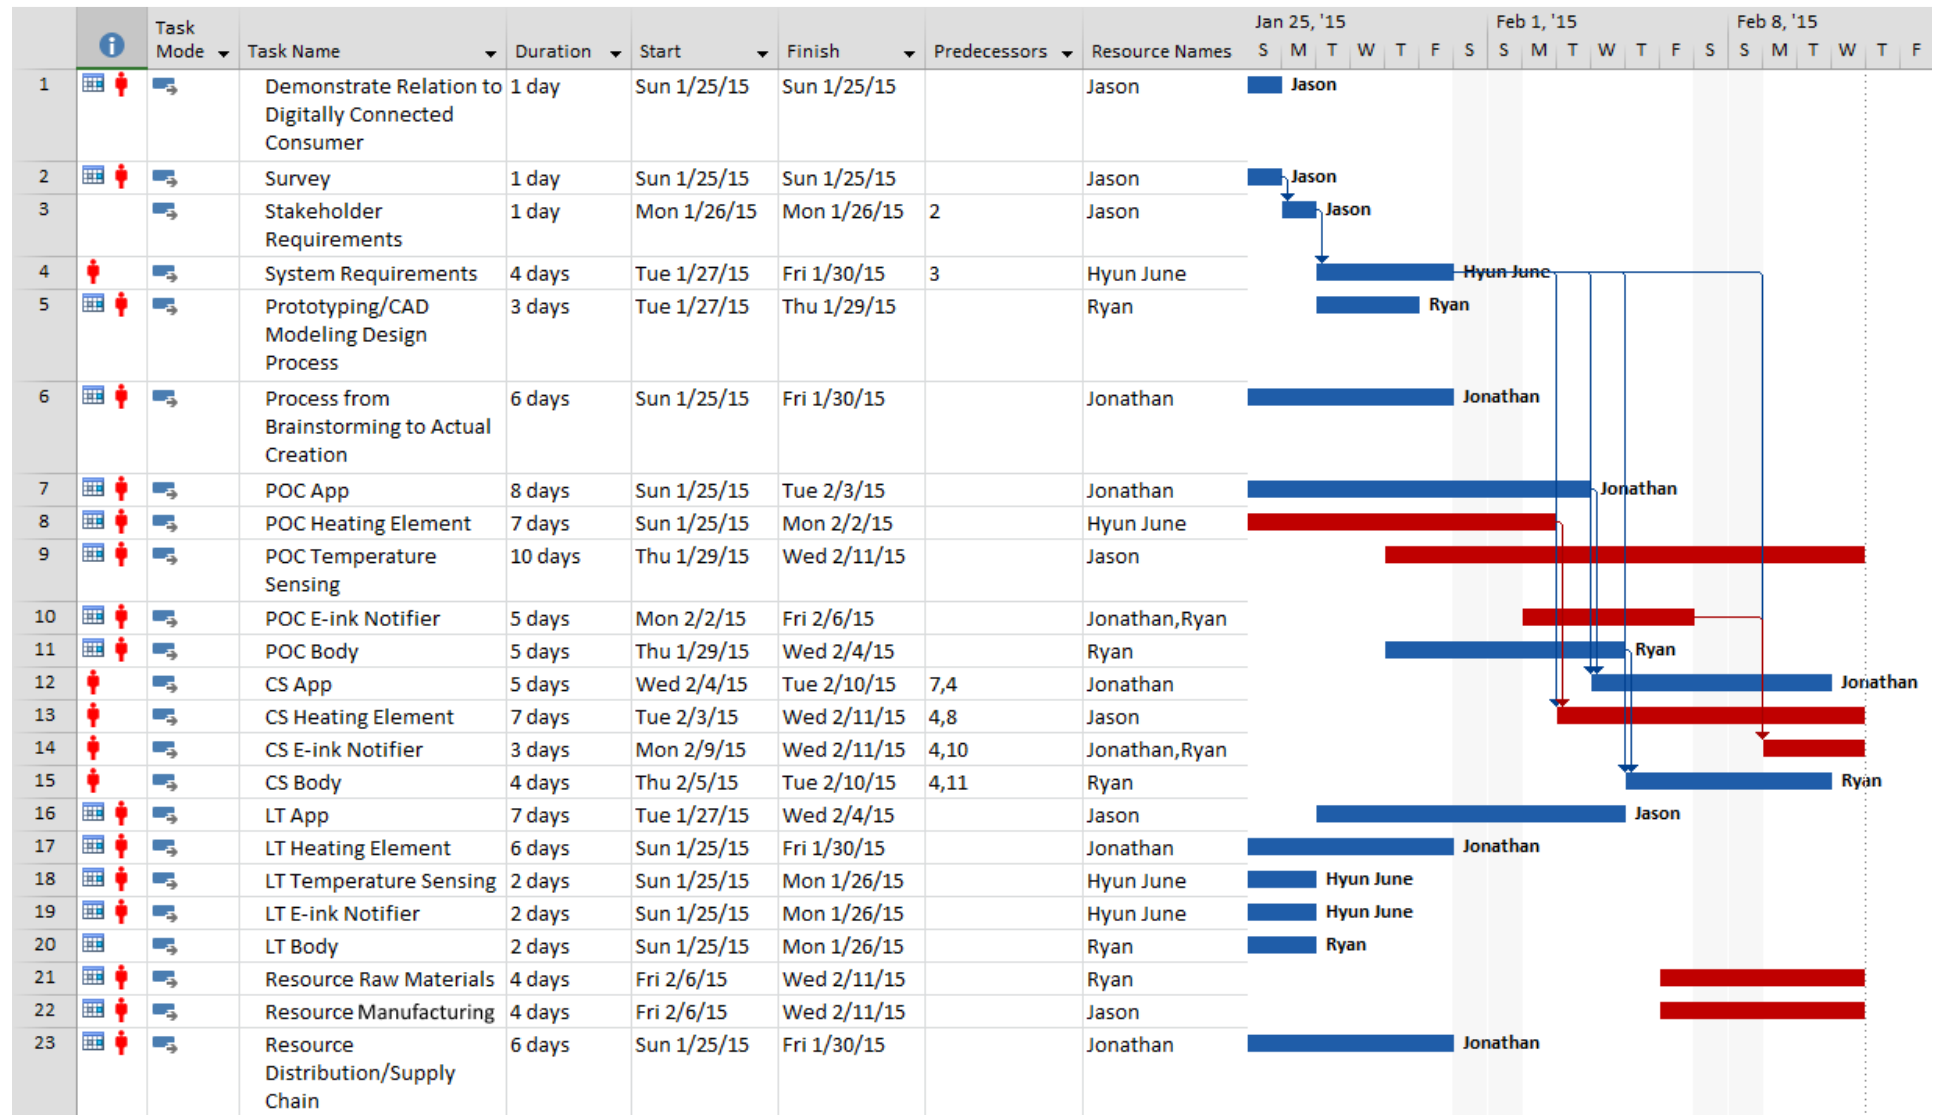 Jan 25, '15 Feb 1, '15 Feb 8, '15
Task
Mode Task Name Duration Start Finish Predecessors Resource Names S M T W T F S S M T W T F S S M T W T F
1 Demonstrate Relation to 1 day Sun 1/25/15 Sun 1/25/15 Jason Jason
Digitally Connected
Consumer
2 Survey 1 day Sun 1/25/15 Sun 1/25/15 Jason Jason
3 Stakeholder 1 day Mon 1/26/15 Mon 1/26/15 2 Jason Jason
Requirements
4 System Requirements 4 days Tue 1/27/15 Fri 1/30/15 3 Hyun June Hyun June
5 Prototyping/CAD 3 days Tue 1/27/15 Thu 1/29/15 Ryan Ryan
Modeling Design
Process
6 Process from 6 days Sun 1/25/15 Fri 1/30/15 Jonathan Jonathan
Brainstorming to Actual
Creation
7 POC App 8 days Sun 1/25/15 Tue 2/3/15 Jonathan Jonathan
8 POC Heating Element 7 days Sun 1/25/15 Mon 2/2/15 Hyun June
9 POC Temperature 10 days Thu 1/29/15 Wed 2/11/15 Jason
Sensing
10 POC E-ink Notifier 5 days Mon 2/2/15 Fri 2/6/15 Jonathan,Ryan
11 POC Body 5 days Thu 1/29/15 Wed 2/4/15 Ryan Ryan
12 CS App 5 days Wed 2/4/15 Tue 2/10/15 7,4 Jonathan Jonathan
13 CS Heating Element 7 days Tue 2/3/15 Wed 2/11/15 4,8 Jason
14 CS E-ink Notifier 3 days Mon 2/9/15 Wed 2/11/15 4,10 Jonathan,Ryan
15 CS Body 4 days Thu 2/5/15 Tue 2/10/15 4,11 Ryan Ryan
16 LT App 7 days Tue 1/27/15 Wed 2/4/15 Jason Jason
17 LT Heating Element 6 days Sun 1/25/15 Fri 1/30/15 Jonathan Jonathan
18 LT Temperature Sensing 2 days Sun 1/25/15 Mon 1/26/15 Hyun June Hyun June
19 LT E-ink Notifier 2 days Sun 1/25/15 Mon 1/26/15 Hyun June Hyun June
20 LT Body 2 days Sun 1/25/15 Mon 1/26/15 Ryan Ryan
21 Resource Raw Materials 4 days Fri 2/6/15 Wed 2/11/15 Ryan
22 Resource Manufacturing 4 days Fri 2/6/15 Wed 2/11/15 Jason
23 Resource 6 days Sun 1/25/15 Fri 1/30/15 Jonathan Jonathan
Distribution/Supply
Chain